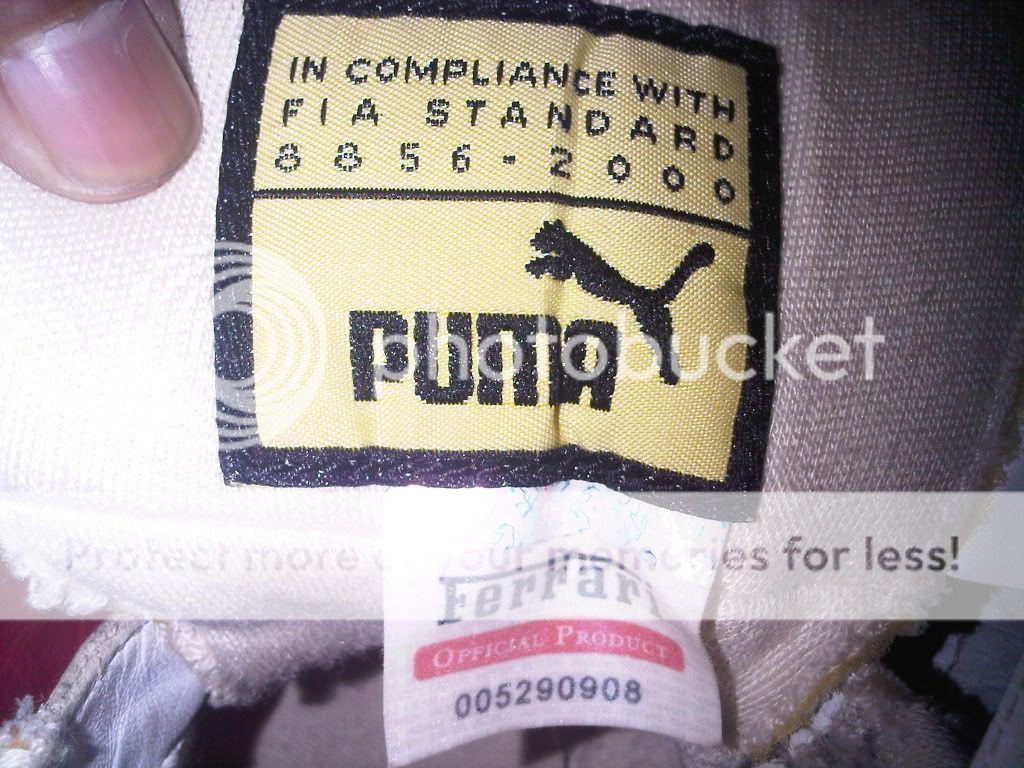 IN COMPLIANCE WITH
FIA STANDARD
8856-2000
PUMA
photobucket
Protect more of your memories for less!
Ferrari
OFFICIAL PRODUCT
005290908